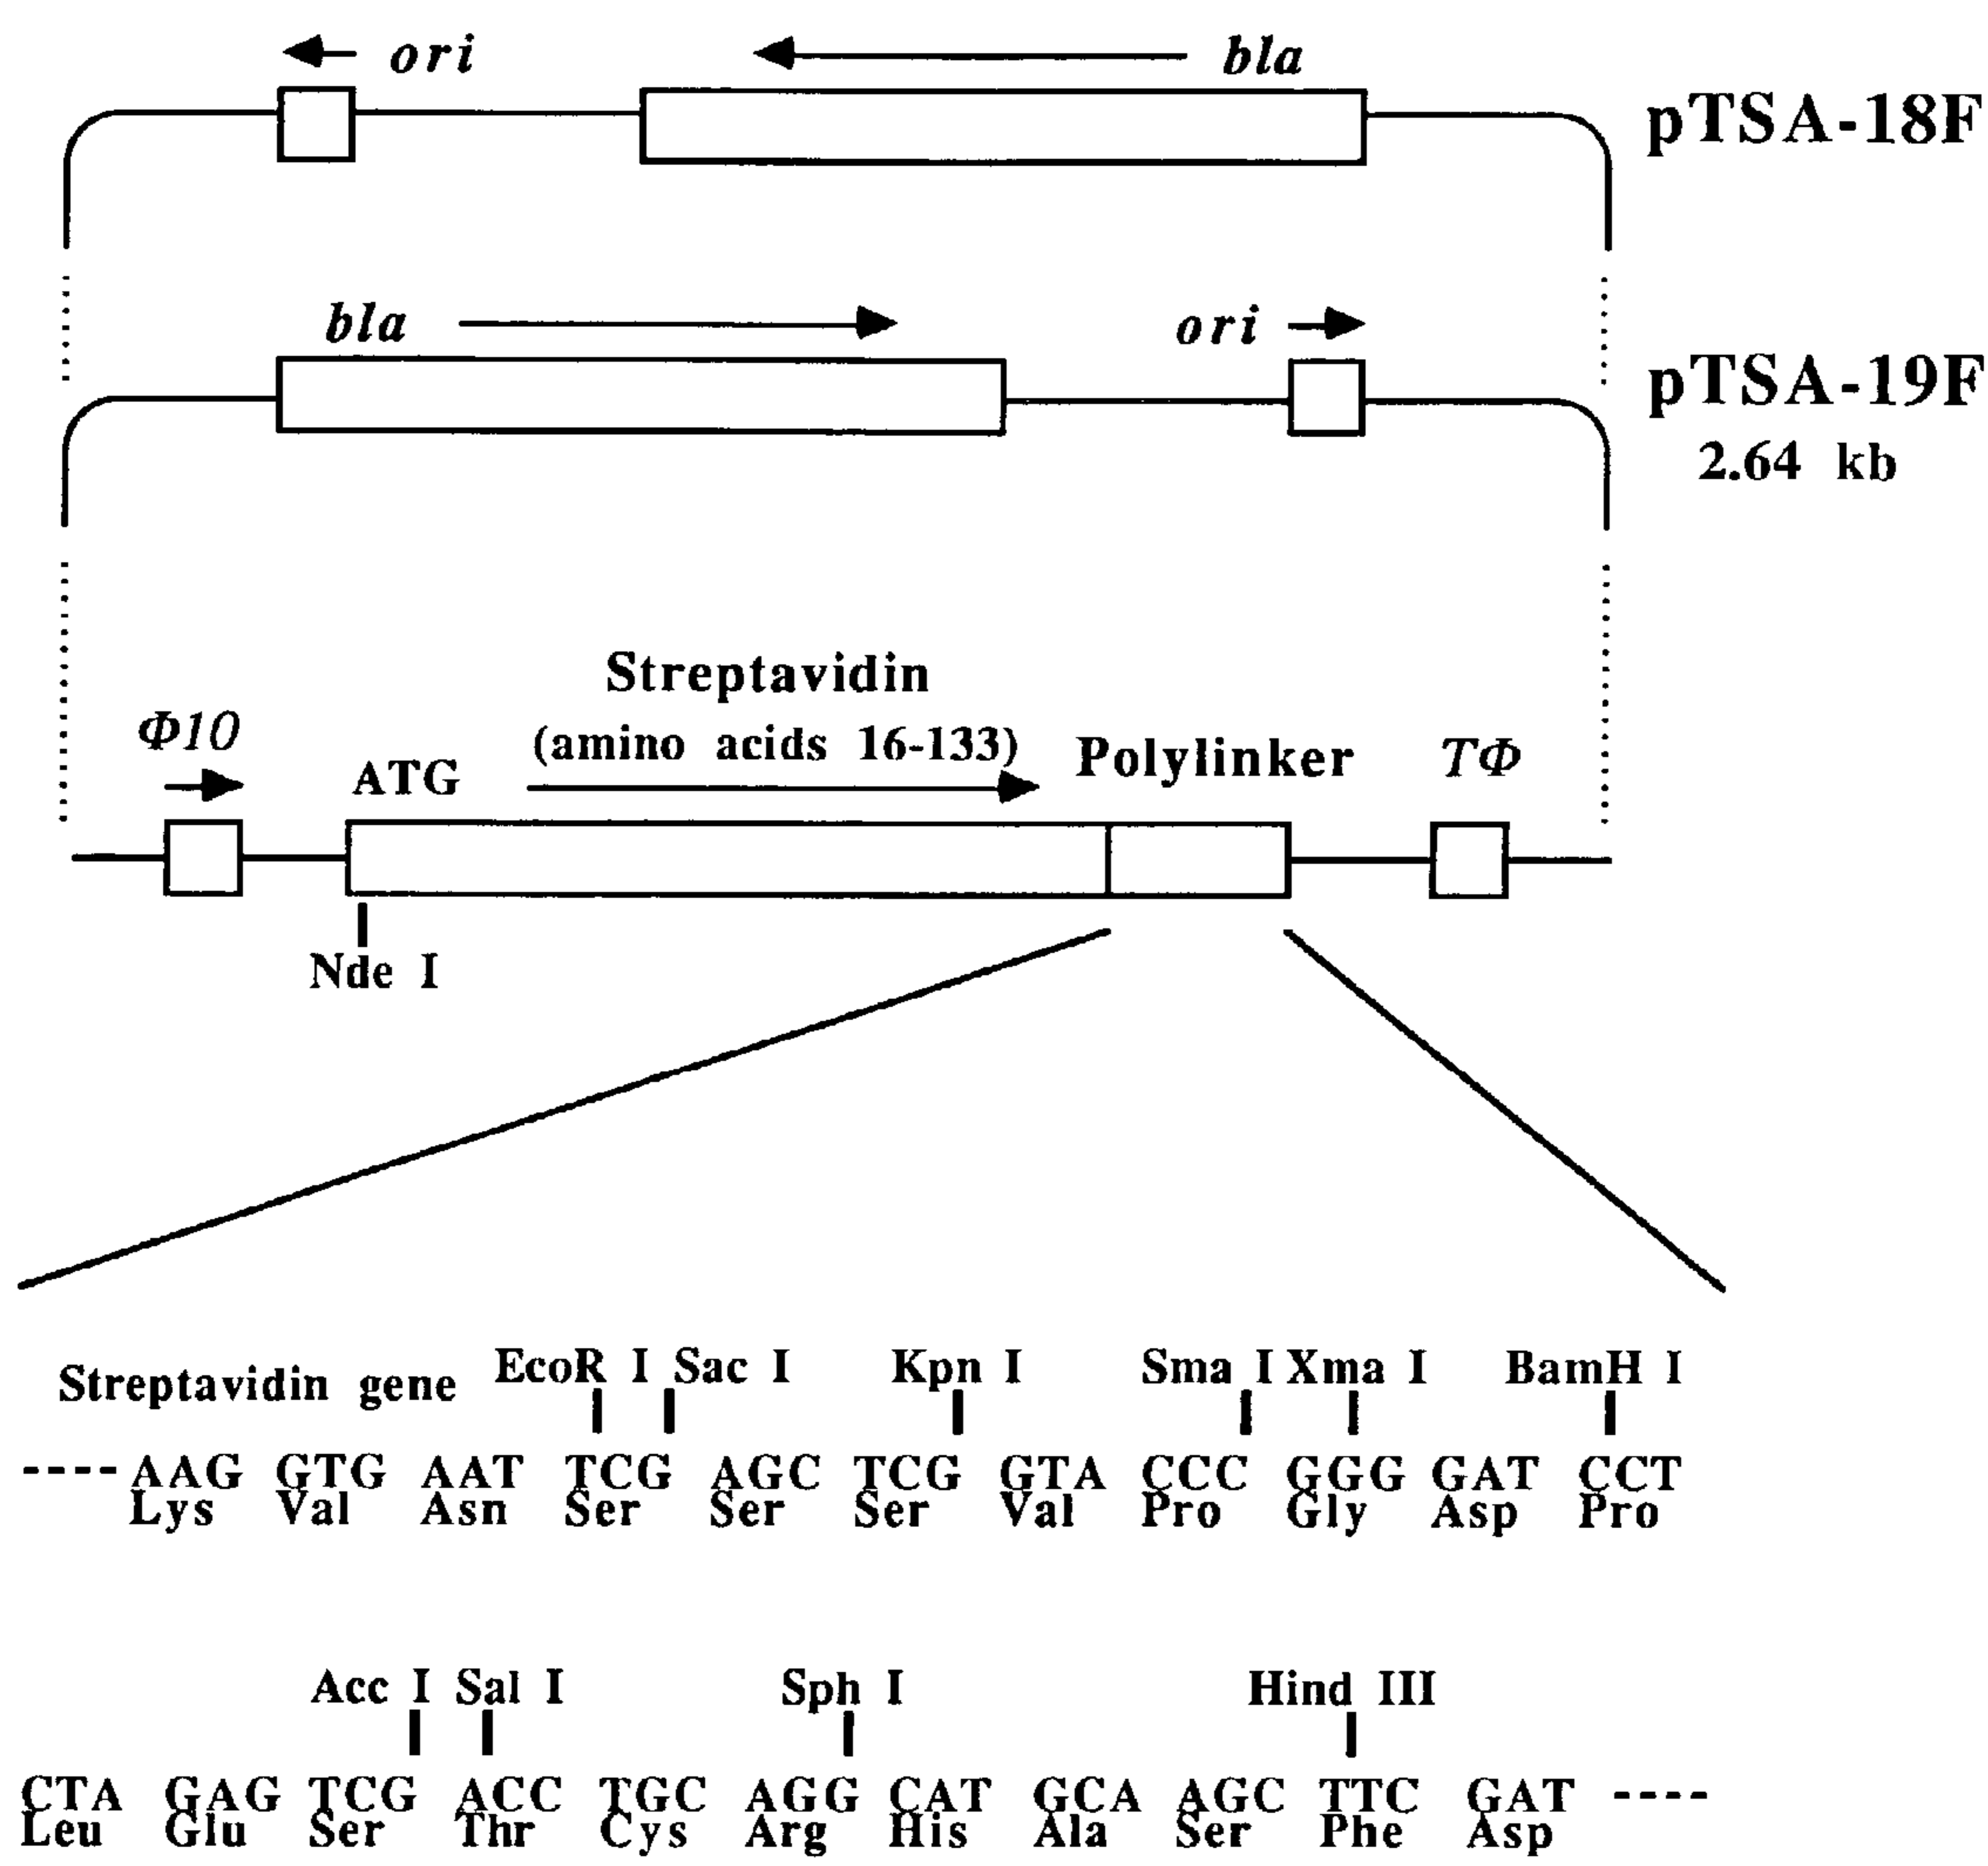 ori bla
pTSA-18F
bla ori
pTSA-19F
2.64 kb
Streptavidin
(amino acids 16-133)
Φ10 ATG Polylinker TΦ
Nde I
Streptavidin gene EcoR I Sac I Kpn I Sma I Xma I BamH I
----AAG GTG AAT TCG AGC TCG GTA CCC GGG GAT CCT
Lys Val Asn Ser Ser Ser Val Pro Gly Asp Pro
Acc I Sal I Sph I Hind III
CTA GAG TCG ACC TGC AGG CAT GCA AGC TTC GAT ----
Leu Glu Ser Thr Cys Arg His Ala Ser Phe Asp